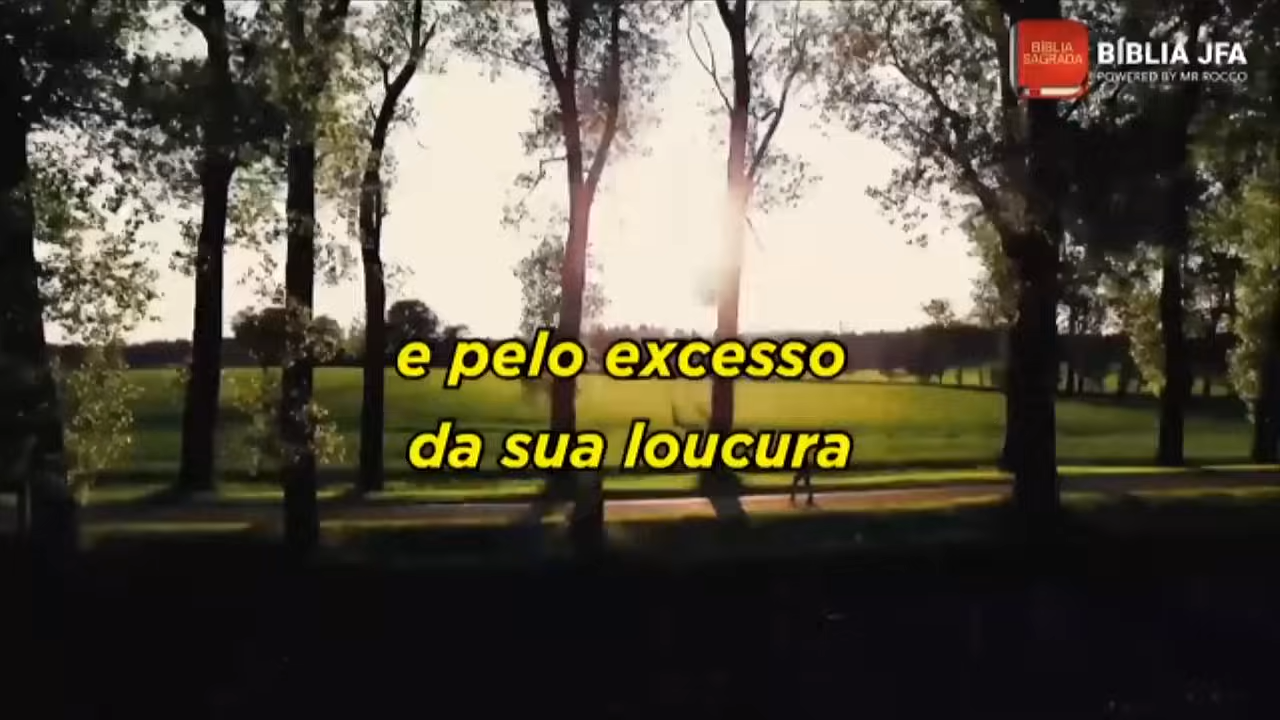 BÍBLIA
SAGRADA
BÍBLIA JFA
POWERED BY MR ROCCO
e pelo excesso
da sua loucura